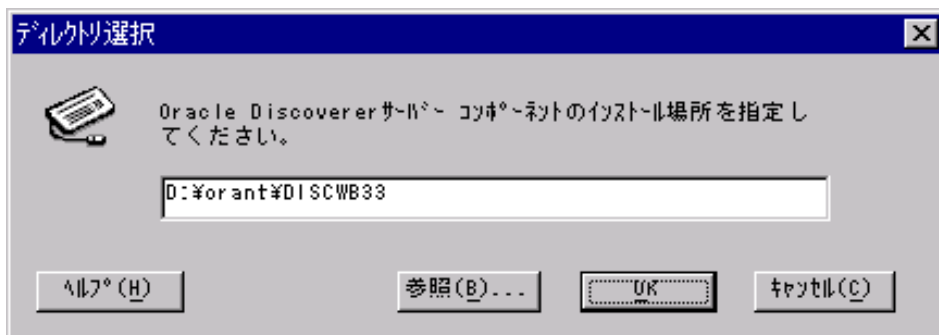 ﾃﾞｨﾚｸﾄﾘ選択
Oracle Discovererｻｰﾊﾞｰ ｺﾝﾎﾟｰﾈﾝﾄのｲﾝｽﾄｰﾙ場所を指定し
てください。
D:¥orant¥DISCWB33
ﾍﾙﾌﾟ(H) 参照(B)... OK ｷｬﾝｾﾙ(C)